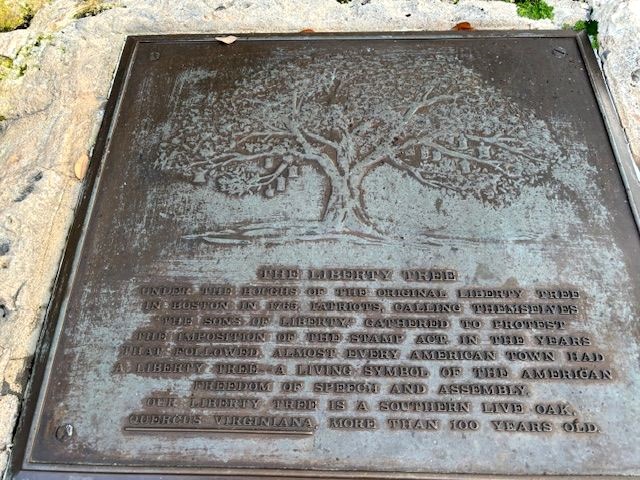 THE LIBERTY TREE
UNDER THE BOUGHS OF THE ORIGINAL LIBERTY TREE
IN BOSTON IN 1765, PATRIOTS, CALLING THEMSELVES
"THE SONS OF LIBERTY," GATHERED TO PROTEST
THE IMPOSITION OF THE STAMP ACT. IN THE YEARS
THAT FOLLOWED, ALMOST EVERY AMERICAN TOWN HAD
A LIBERTY TREE-A LIVING SYMBOL OF THE AMERICAN
FREEDOM OF SPEECH AND ASSEMBLY.
OUR LIBERTY TREE IS A SOUTHERN LIVE OAK,
QUERCUS VIRGINIANA, MORE THAN 100 YEARS OLD.